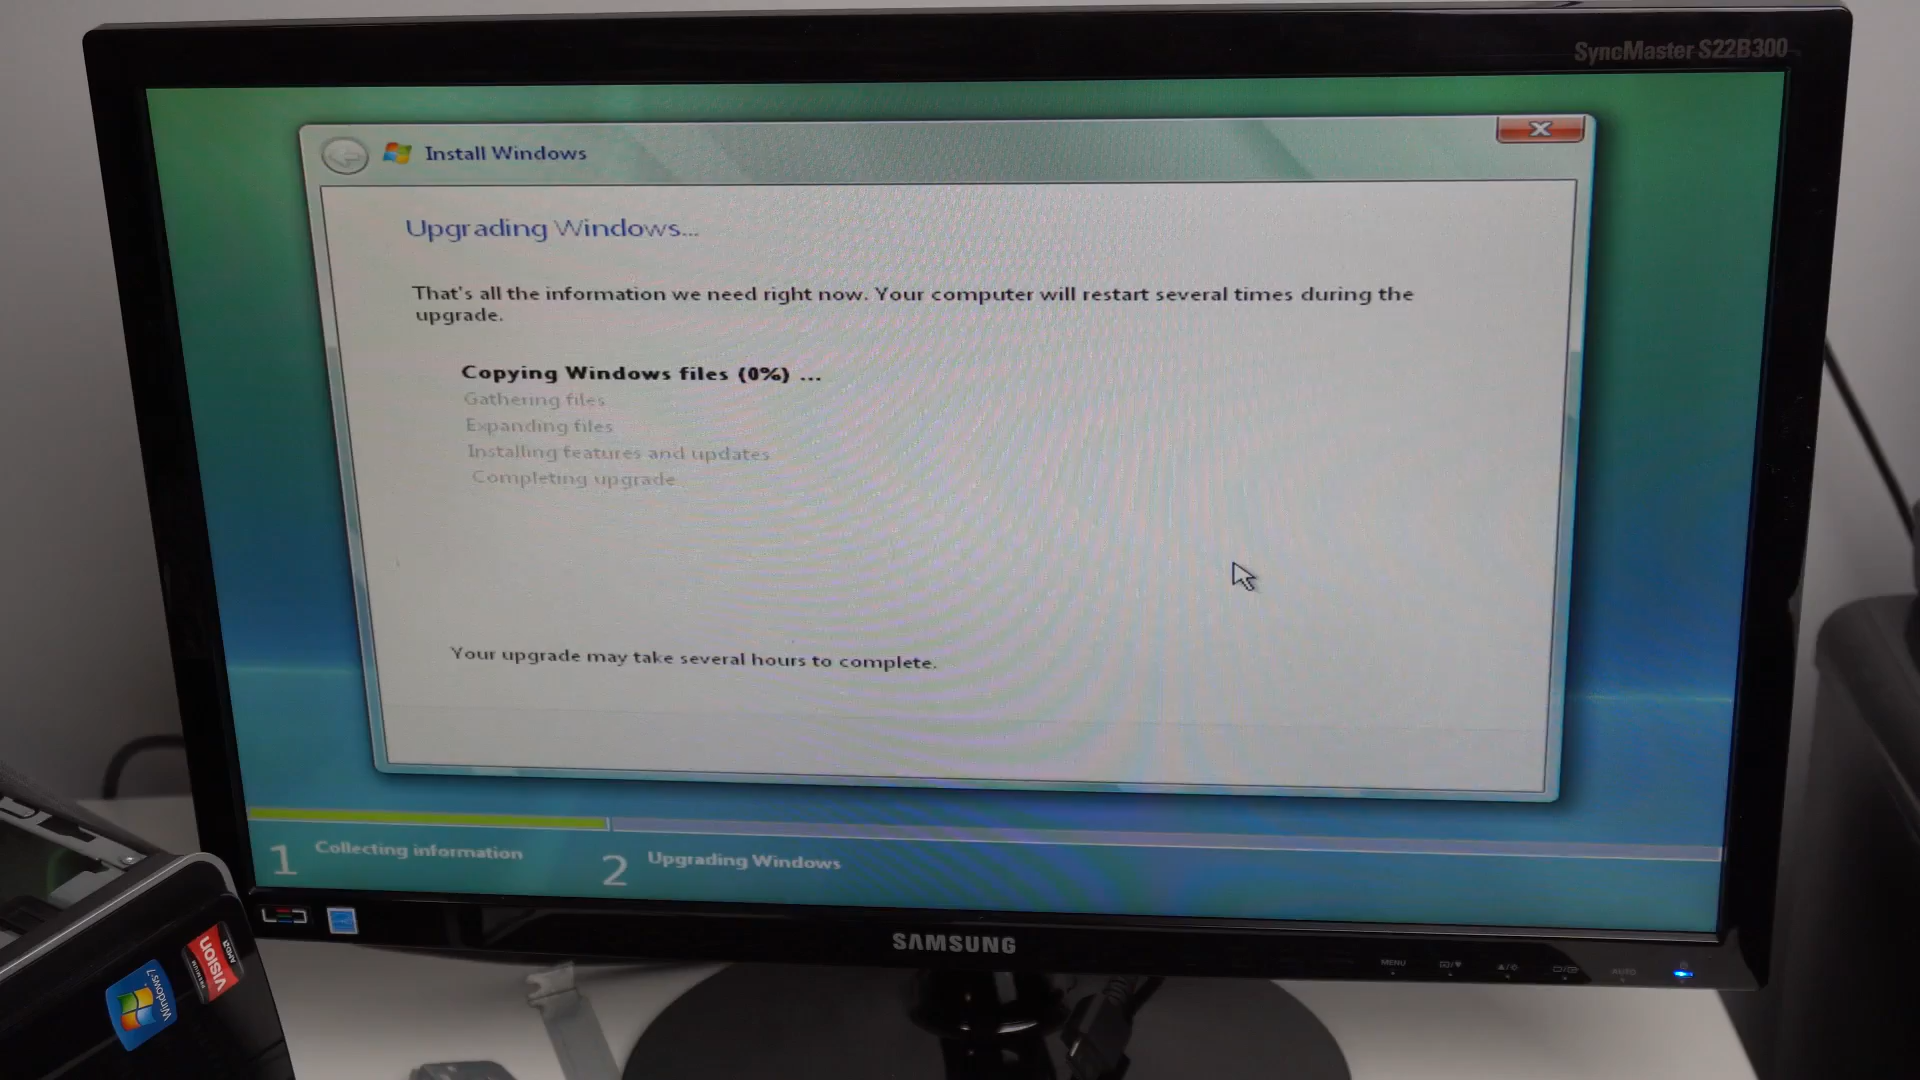 SyncMaster S22B300
Install Windows
Upgrading Windows...
That's all the information we need right now. Your computer will restart several times during the
upgrade.
Copying Windows files (0%) ...
Gathering files
Expanding files
Installing features and updates
Completing upgrade
Your upgrade may take several hours to complete.
1 Collecting information
2 Upgrading Windows
LED
SAMSUNG
MENU
AUTO
AMD
VISION
PREMIUM
Windows 7